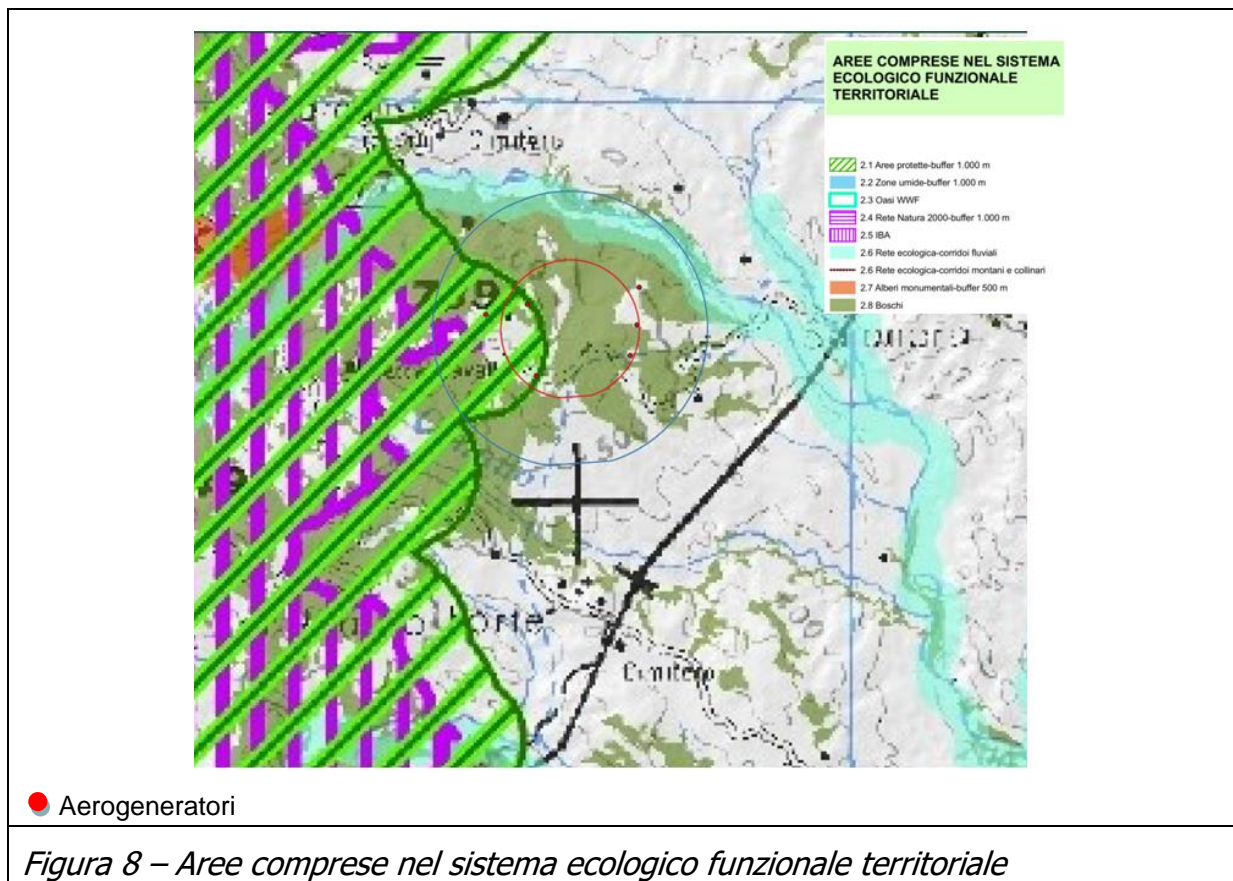 AREE COMPRESE NEL SISTEMA
ECOLOGICO FUNZIONALE
TERRITORIALE
2.1 Aree protette-buffer 1.000 m
2.2 Zone umide-buffer 1.000 m
2.3 Oasi WWF
2.4 Rete Natura 2000-buffer 1.000 m
2.5 IBA
2.6 Rete ecologica-corridoi fluviali
2.6 Rete ecologica-corridoi montani e collinari
2.7 Alberi monumentali-buffer 500 m
2.8 Boschi
Cimitero
Cimitero
Aerogeneratori
Figura 8 – Aree comprese nel sistema ecologico funzionale territoriale